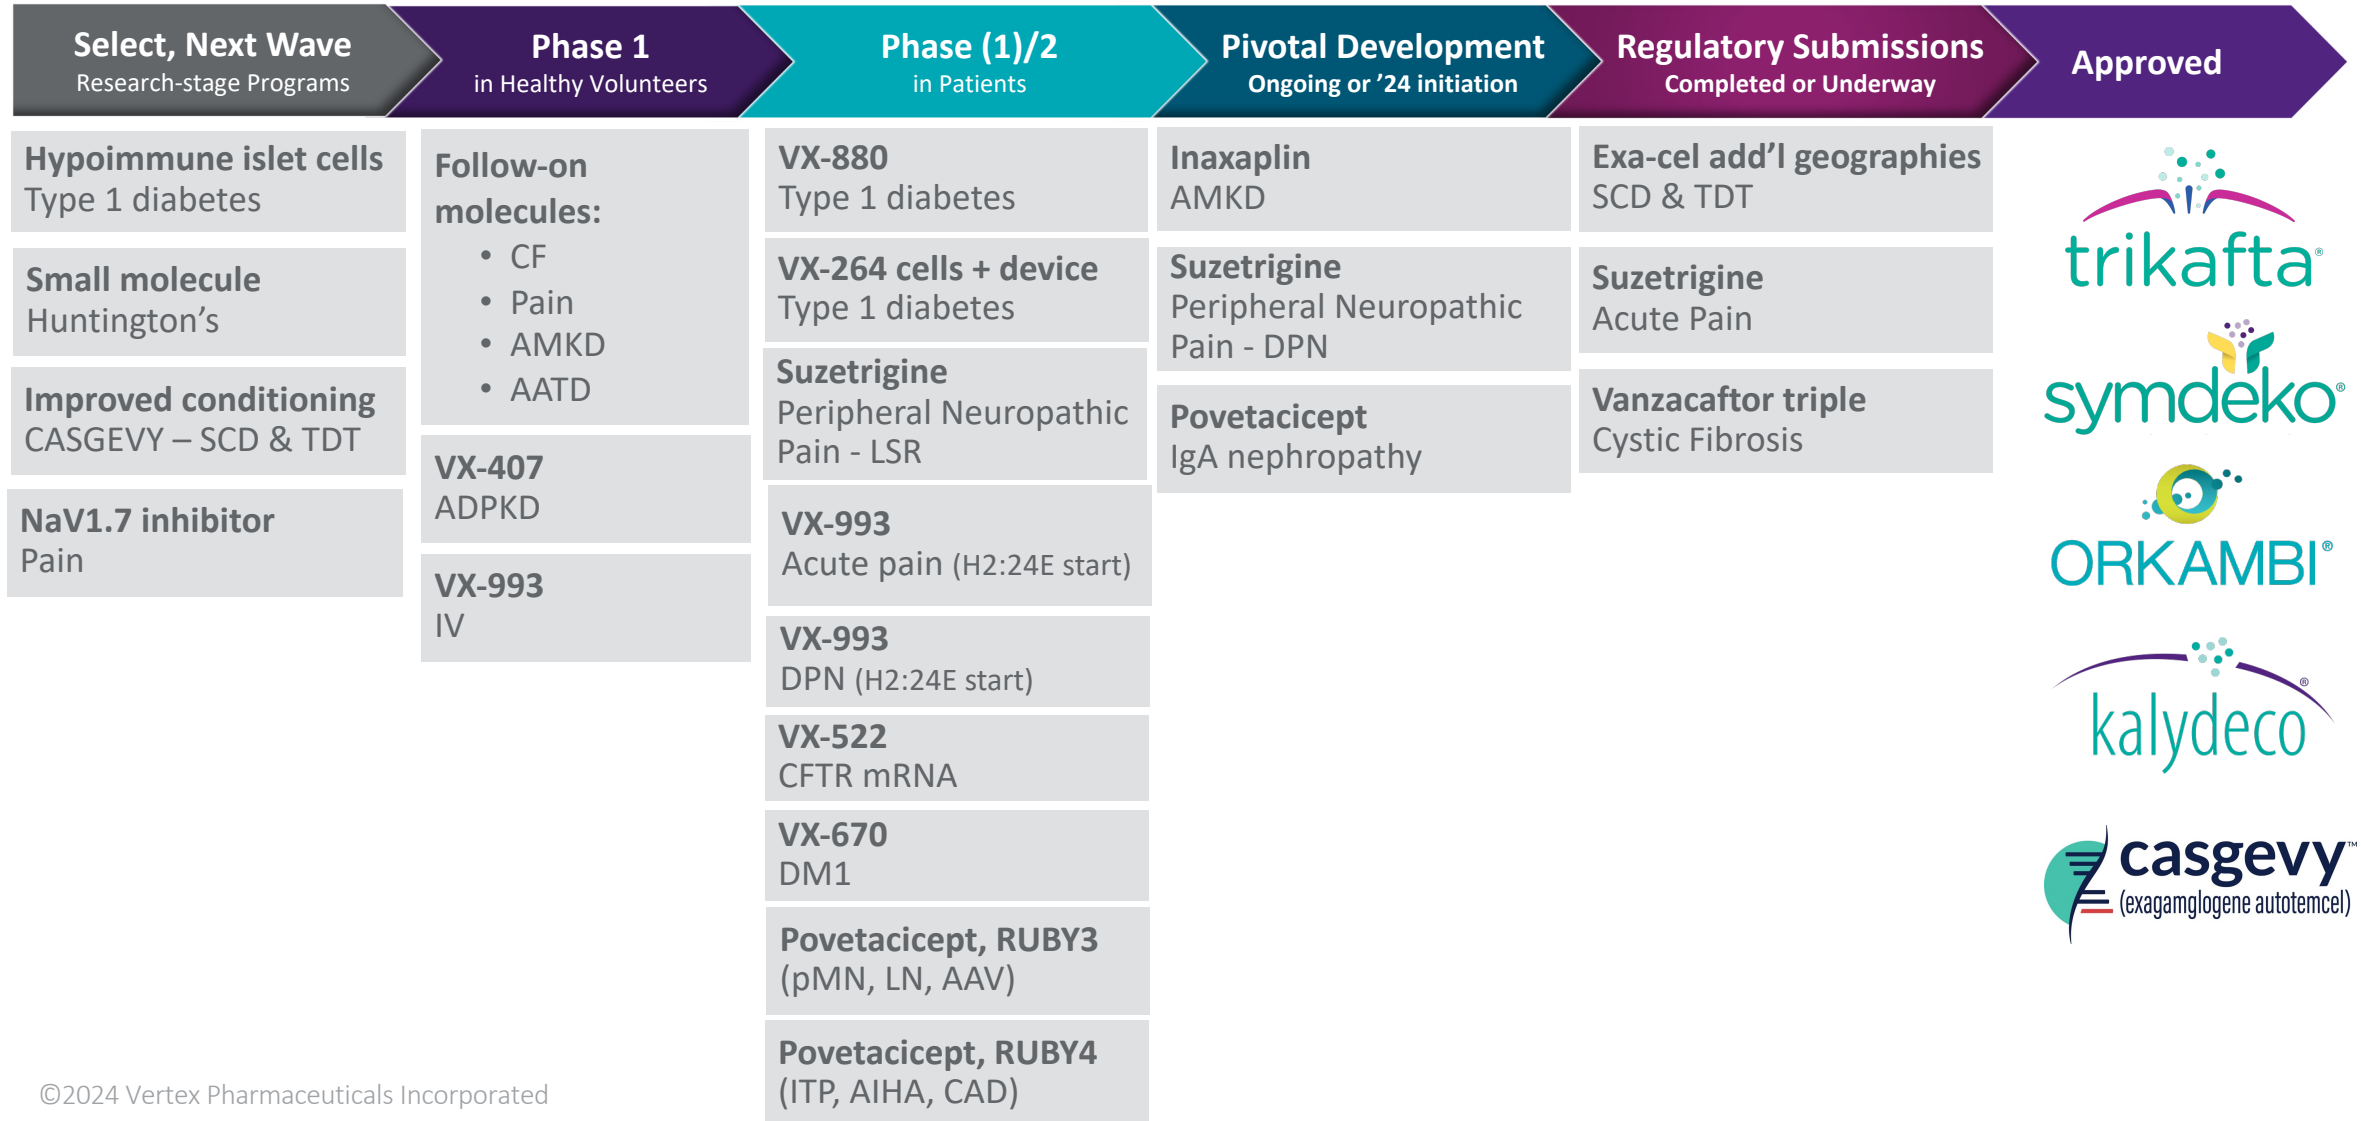 Select, Next Wave
Research-stage Programs
Phase 1
in Healthy Volunteers
Phase (1)/2
in Patients
Pivotal Development
Ongoing or ’24 initiation
Regulatory Submissions
Completed or Underway
Approved
Hypoimmune islet cells
Type 1 diabetes
Small molecule
Huntington’s
Improved conditioning
CASGEVY – SCD & TDT
NaV1.7 inhibitor
Pain
Follow-on
molecules:
• CF
• Pain
• AMKD
• AATD
VX-407
ADPKD
VX-993
IV
VX-880
Type 1 diabetes
VX-264 cells + device
Type 1 diabetes
Suzetrigine
Peripheral Neuropathic
Pain - LSR
VX-993
Acute pain (H2:24E start)
VX-993
DPN (H2:24E start)
VX-522
CFTR mRNA
VX-670
DM1
Povetacicept, RUBY3
(pMN, LN, AAV)
Povetacicept, RUBY4
(ITP, AIHA, CAD)
Inaxaplin
AMKD
Suzetrigine
Peripheral Neuropathic
Pain - DPN
Povetacicept
IgA nephropathy
Exa-cel add’l geographies
SCD & TDT
Suzetrigine
Acute Pain
Vanzacaftor triple
Cystic Fibrosis
trikafta®
symdeko®
ORKAMBI®
kalydeco®
casgevy™
(exagamglogene autotemcel)
©2024 Vertex Pharmaceuticals Incorporated